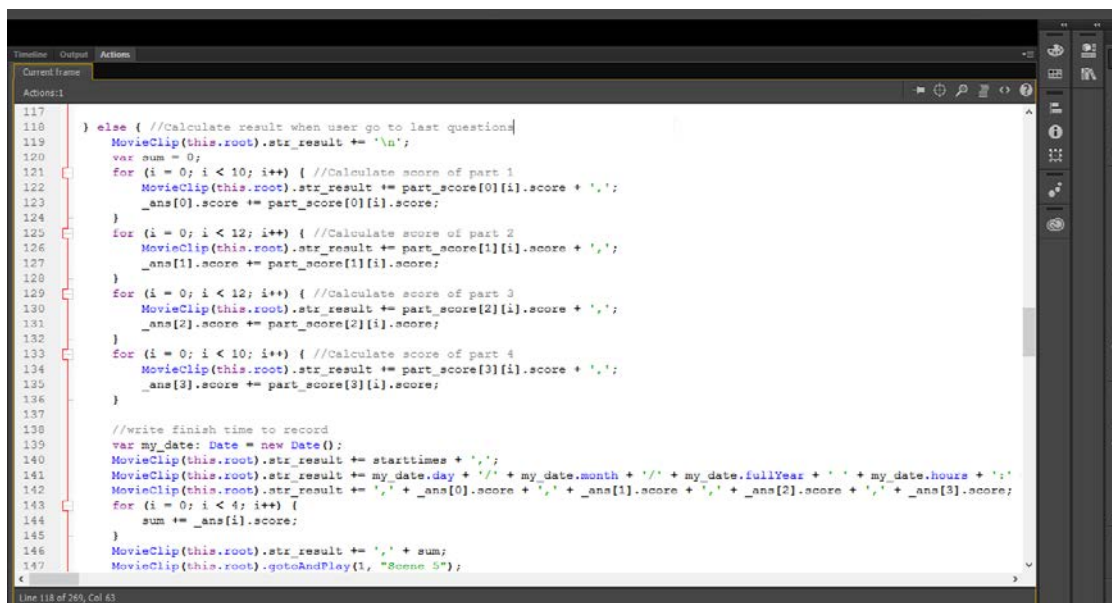 Timeline Output Actions
Current frame
Actions:1
117
118 } else { //Calculate result when user go to last questions
119 MovieClip(this.root).str_result += '\n';
120 var sum = 0;
121 for (i = 0; i < 10; i++) { //Calculate score of part 1
122 MovieClip(this.root).str_result += part_score[0][i].score + ',';
123 _ans[0].score += part_score[0][i].score;
124 }
125 for (i = 0; i < 12; i++) { //Calculate score of part 2
126 MovieClip(this.root).str_result += part_score[1][i].score + ',';
127 _ans[1].score += part_score[1][i].score;
128 }
129 for (i = 0; i < 12; i++) { //Calculate score of part 3
130 MovieClip(this.root).str_result += part_score[2][i].score + ',';
131 _ans[2].score += part_score[2][i].score;
132 }
133 for (i = 0; i < 10; i++) { //Calculate score of part 4
134 MovieClip(this.root).str_result += part_score[3][i].score + ',';
135 _ans[3].score += part_score[3][i].score;
136 }
137
138 //write finish time to record
139 var my_date: Date = new Date();
140 MovieClip(this.root).str_result += starttimes + ',';
141 MovieClip(this.root).str_result += my_date.day + '/' + my_date.month + '/' + my_date.fullYear + ' ' + my_date.hours + ':'
142 MovieClip(this.root).str_result += ',' + _ans[0].score + ',' + _ans[1].score + ',' + _ans[2].score + ',' + _ans[3].score;
143 for (i = 0; i < 4; i++) {
144 sum += _ans[i].score;
145 }
146 MovieClip(this.root).str_result += ',' + sum;
147 MovieClip(this.root).gotoAndPlay(1, "Scene 5");
Line 118 of 269, Col 63